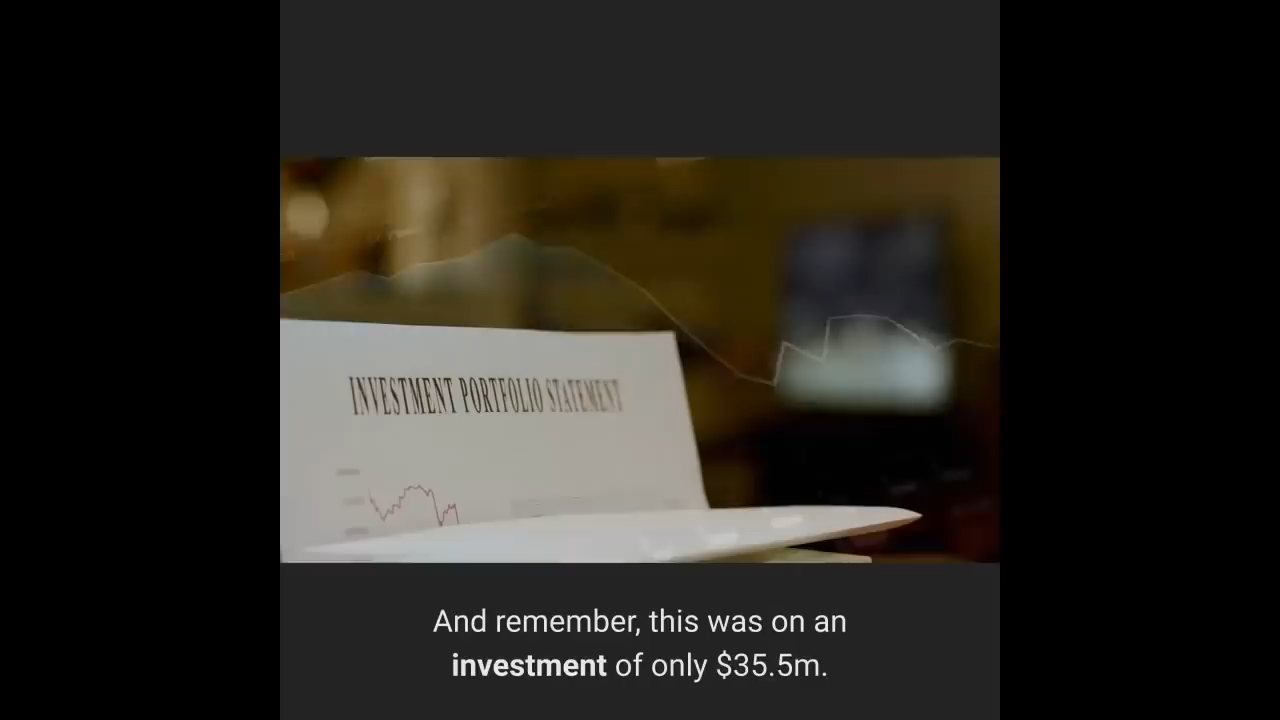 INVESTMENT PORTFOLIO STATEMENT
And remember, this was on an
investment of only $35.5m.